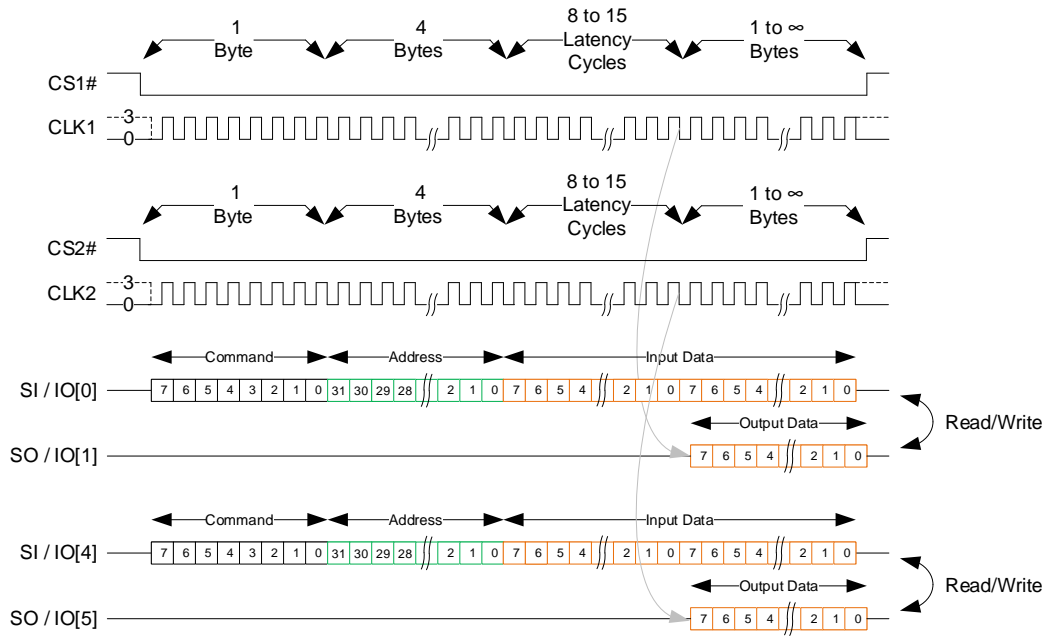 1
Byte
4
Bytes
8 to 15
Latency
Cycles
1 to ∞
Bytes
CS1#
CLK1
3
0
1
Byte
4
Bytes
8 to 15
Latency
Cycles
1 to ∞
Bytes
CS2#
CLK2
3
0
Command Address Input Data
SI / IO[0] 7 6 5 4 3 2 1 0 31 30 29 28 2 1 0 7 6 5 4 2 1 0 7 6 5 4 2 1 0
Output Data
Read/Write
SO / IO[1] 7 6 5 4 2 1 0
Command Address Input Data
SI / IO[4] 7 6 5 4 3 2 1 0 31 30 29 28 2 1 0 7 6 5 4 2 1 0 7 6 5 4 2 1 0
Output Data
Read/Write
SO / IO[5] 7 6 5 4 2 1 0